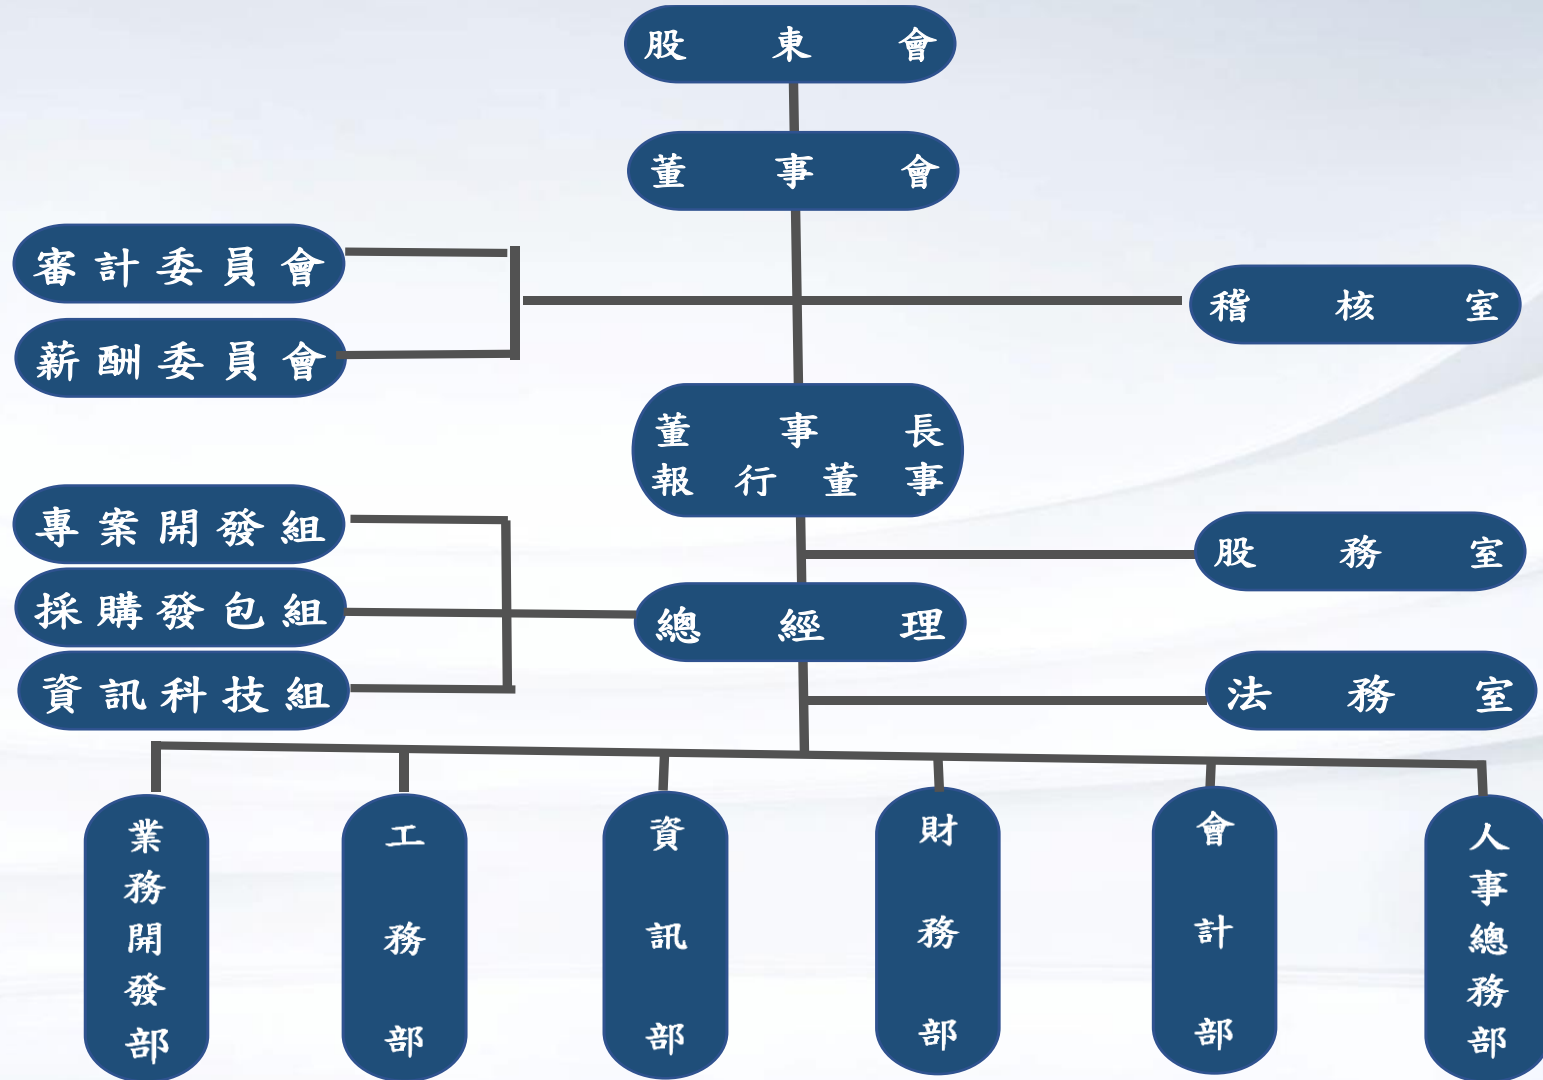 股東會
董事會
審計委員會
稽核室
薪酬委員會
董事長
報行董事
專案開發組
股務室
採購發包組
總經理
資訊科技組
法務室
業務開發部
工務部
資訊部
財務部
會計部
人事總務部